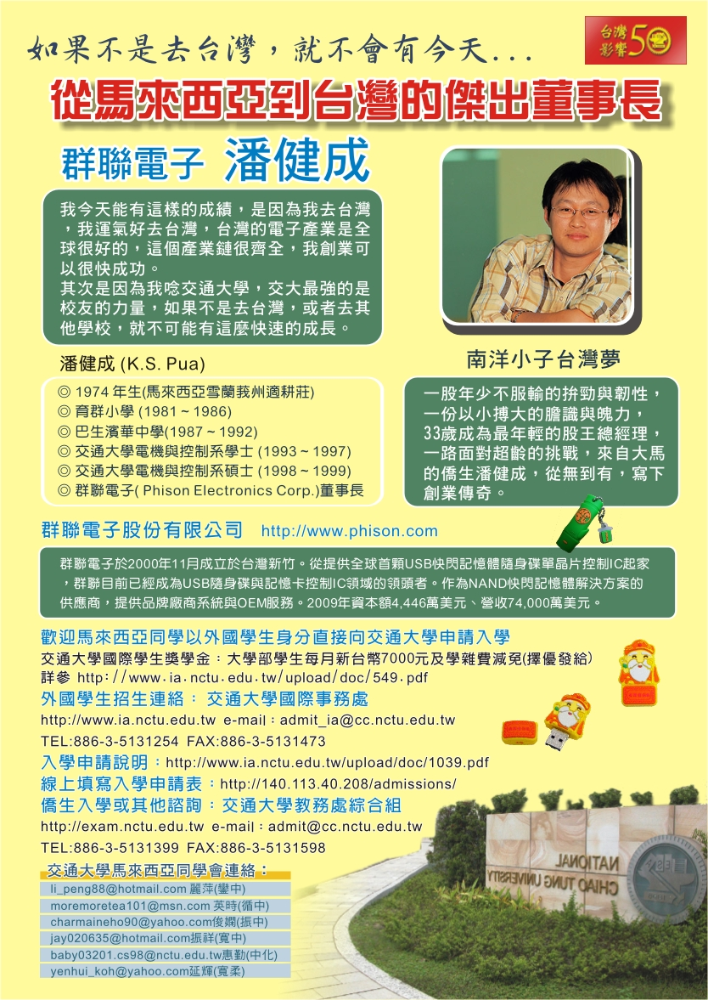 如果不是去台灣，就不會有今天...
台灣
影響50
從馬來西亞到台灣的傑出董事長
群聯電子 潘健成
我今天能有這樣的成績，是因為我去台灣
，我運氣好去台灣，台灣的電子產業是全
球很好的，這個產業鏈很齊全，我創業可
以很快成功。
其次是因為我唸交通大學，交大最強的是
校友的力量，如果不是去台灣，或者去其
他學校，就不可能有這麼快速的成長。
潘健成 (K.S. Pua)
◎ 1974 年生(馬來西亞雪蘭莪州適耕莊)
◎ 育群小學 (1981 ~ 1986)
◎ 巴生濱華中學(1987 ~ 1992)
◎ 交通大學電機與控制系學士 (1993 ~ 1997)
◎ 交通大學電機與控制系碩士 (1998 ~ 1999)
◎ 群聯電子( Phison Electronics Corp.)董事長
南洋小子台灣夢
一股年少不服輸的拚勁與韌性，
一份以小搏大的膽識與魄力，
33歲成為最年輕的股王總經理，
一路面對超齡的挑戰，來自大馬
的僑生潘健成，從無到有，寫下
創業傳奇。
群聯電子股份有限公司 http://www.phison.com
群聯電子於2000年11月成立於台灣新竹。從提供全球首顆USB快閃記憶體隨身碟單晶片控制IC起家
，群聯目前已經成為USB隨身碟與記憶卡控制IC領域的領頭者。作為NAND快閃記憶體解決方案的
供應商，提供品牌廠商系統與OEM服務。2009年資本額4,446萬美元、營收74,000萬美元。
歡迎馬來西亞同學以外國學生身分直接向交通大學申請入學
交通大學國際學生獎學金：大學部學生每月新台幣7000元及學雜費減免(擇優發給)
詳參 http://www.ia.nctu.edu.tw/upload/doc/549.pdf
外國學生招生連絡： 交通大學國際事務處
http://www.ia.nctu.edu.tw e-mail：admit_ia@cc.nctu.edu.tw
TEL:886-3-5131254 FAX:886-3-5131473
入學申請說明：http://www.ia.nctu.edu.tw/upload/doc/1039.pdf
線上填寫入學申請表：http://140.113.40.208/admissions/
僑生入學或其他諮詢：交通大學教務處綜合組
http://exam.nctu.edu.tw e-mail：admit@cc.nctu.edu.tw
TEL:886-3-5131399 FAX:886-3-5131598
交通大學馬來西亞同學會連絡：
li_peng88@hotmail.com 麗萍(鑾中)
moremoretea101@msn.com 英時(循中)
charmaineho90@yahoo.com俊嫻(振中)
jay020635@hotmail.com振祥(寬中)
baby03201.cs98@nctu.edu.tw惠勤(中化)
yenhui_koh@yahoo.com延輝(寬柔)
NATIONAL
CHIAO TUNG UNIVERSITY